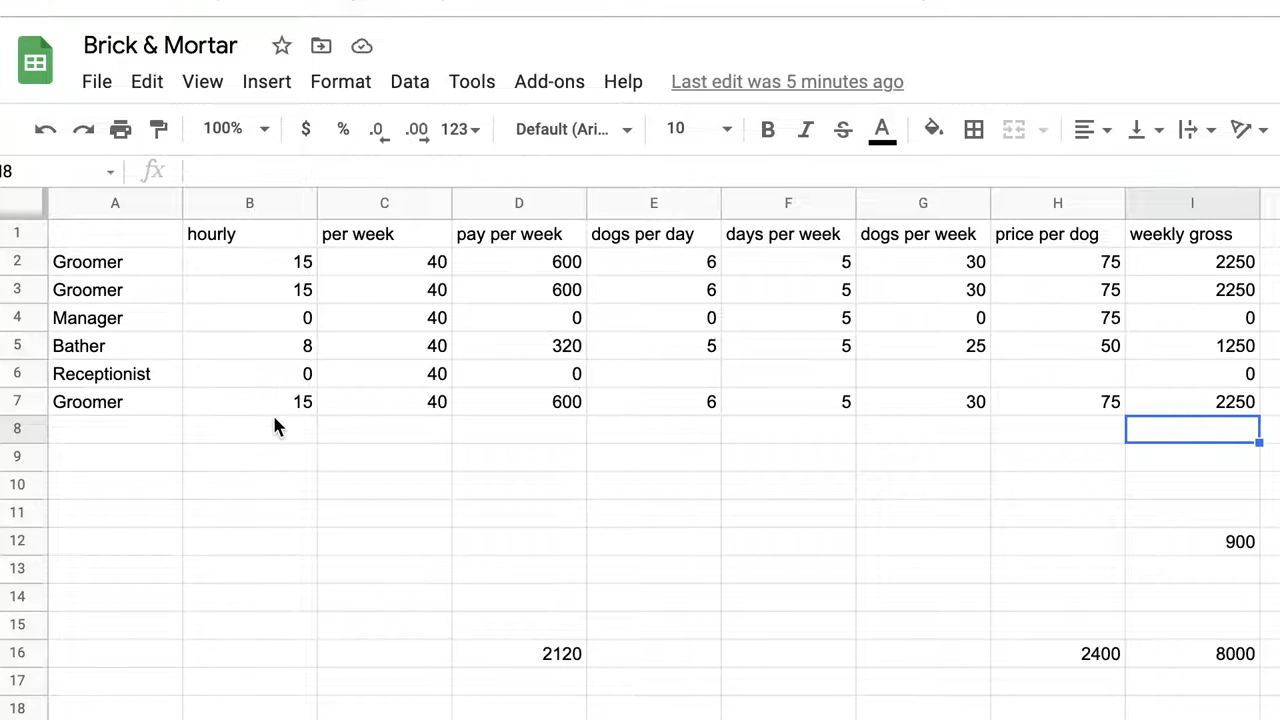 Brick & Mortar
File Edit View Insert Format Data Tools Add-ons Help Last edit was 5 minutes ago
100% $ % .0 .00 123 Default (Ari... 10 B I S A
I8 fx
A B C D E F G H I
1 hourly per week pay per week dogs per day days per week dogs per week price per dog weekly gross
2 Groomer 15 40 600 6 5 30 75 2250
3 Groomer 15 40 600 6 5 30 75 2250
4 Manager 0 40 0 0 5 0 75 0
5 Bather 8 40 320 5 5 25 50 1250
6 Receptionist 0 40 0 0
7 Groomer 15 40 600 6 5 30 75 2250
8
9
10
11
12 900
13
14
15
16 2120 2400 8000
17
18